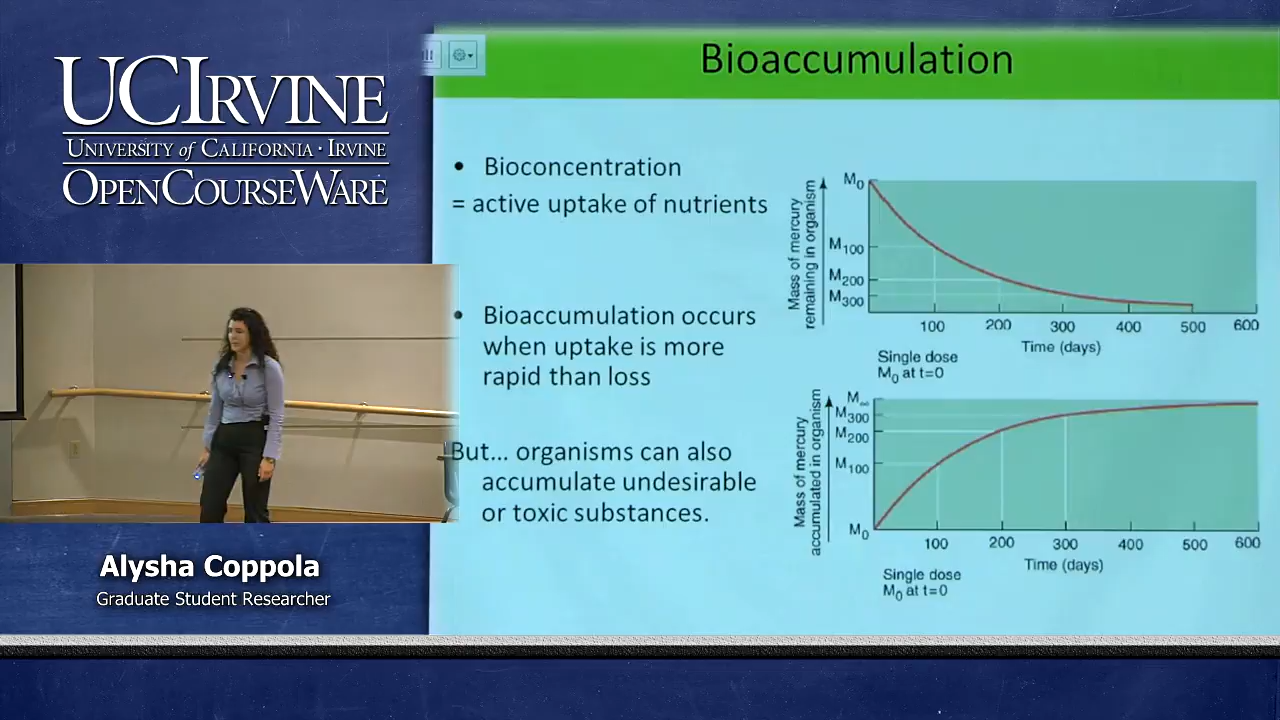 UCIRVINE
UNIVERSITY of CALIFORNIA · IRVINE
OPENCOURSEWARE
Alysha Coppola
Graduate Student Researcher
Bioaccumulation
• Bioconcentration
= active uptake of nutrients
• Bioaccumulation occurs
when uptake is more
rapid than loss
But... organisms can also
accumulate undesirable
or toxic substances.
Mass of mercury
remaining in organism
M0
M100
M200
M300
100 200 300 400 500 600
Time (days)
Single dose
M0 at t=0
Mass of mercury
accumulated in organism
M∞
M300
M200
M100
M0
100 200 300 400 500 600
Time (days)
Single dose
M0 at t=0